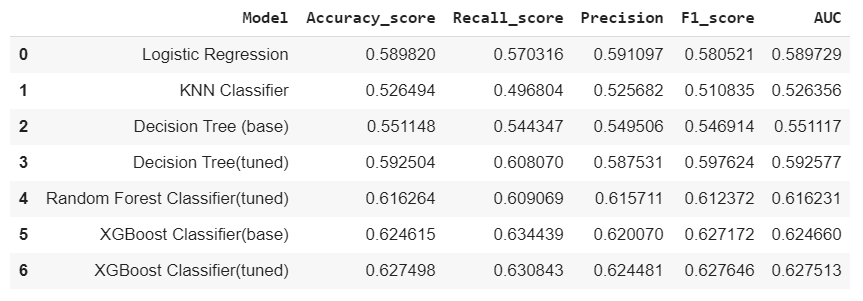 Model Accuracy_score Recall_score Precision F1_score AUC
0 Logistic Regression 0.589820 0.570316 0.591097 0.580521 0.589729
1 KNN Classifier 0.526494 0.496804 0.525682 0.510835 0.526356
2 Decision Tree (base) 0.551148 0.544347 0.549506 0.546914 0.551117
3 Decision Tree(tuned) 0.592504 0.608070 0.587531 0.597624 0.592577
4 Random Forest Classifier(tuned) 0.616264 0.609069 0.615711 0.612372 0.616231
5 XGBoost Classifier(base) 0.624615 0.634439 0.620070 0.627172 0.624660
6 XGBoost Classifier(tuned) 0.627498 0.630843 0.624481 0.627646 0.627513